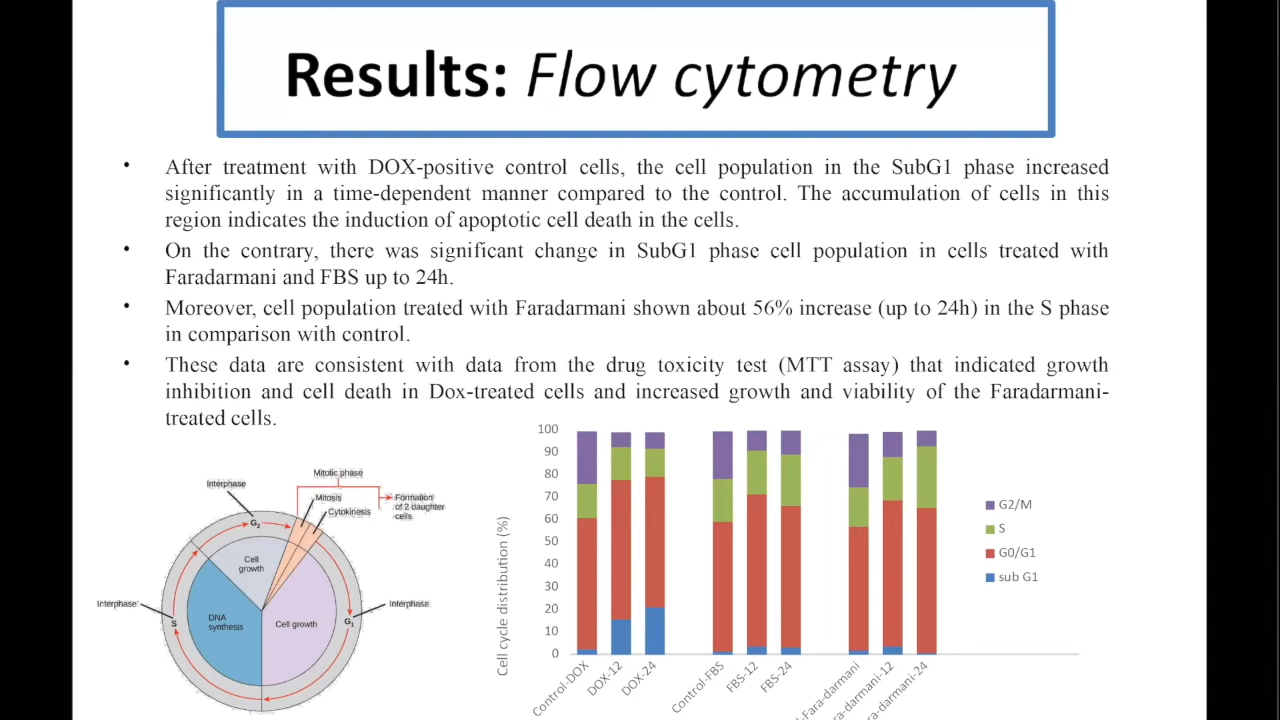 Results: Flow cytometry
• After treatment with DOX-positive control cells, the cell population in the SubG1 phase increased
significantly in a time-dependent manner compared to the control. The accumulation of cells in this
region indicates the induction of apoptotic cell death in the cells.
• On the contrary, there was significant change in SubG1 phase cell population in cells treated with
Faradarmani and FBS up to 24h.
• Moreover, cell population treated with Faradarmani shown about 56% increase (up to 24h) in the S phase
in comparison with control.
• These data are consistent with data from the drug toxicity test (MTT assay) that indicated growth
inhibition and cell death in Dox-treated cells and increased growth and viability of the Faradarmani-
treated cells.
Mitotic phase
Interphase
Mitosis
Cytokinesis
Formation
of 2 daughter
cells
G2
Cell
growth
Interphase
Interphase
S
DNA
synthesis
Cell growth
G1
Cell cycle distribution (%)
100
90
80
70
60
50
40
30
20
10
0
Control-DOX
DOX-12
DOX-24
Control-FBS
FBS-12
FBS-24
l-Fara-darmani
ra-darmani-12
ra-darmani-24
G2/M
S
G0/G1
sub G1